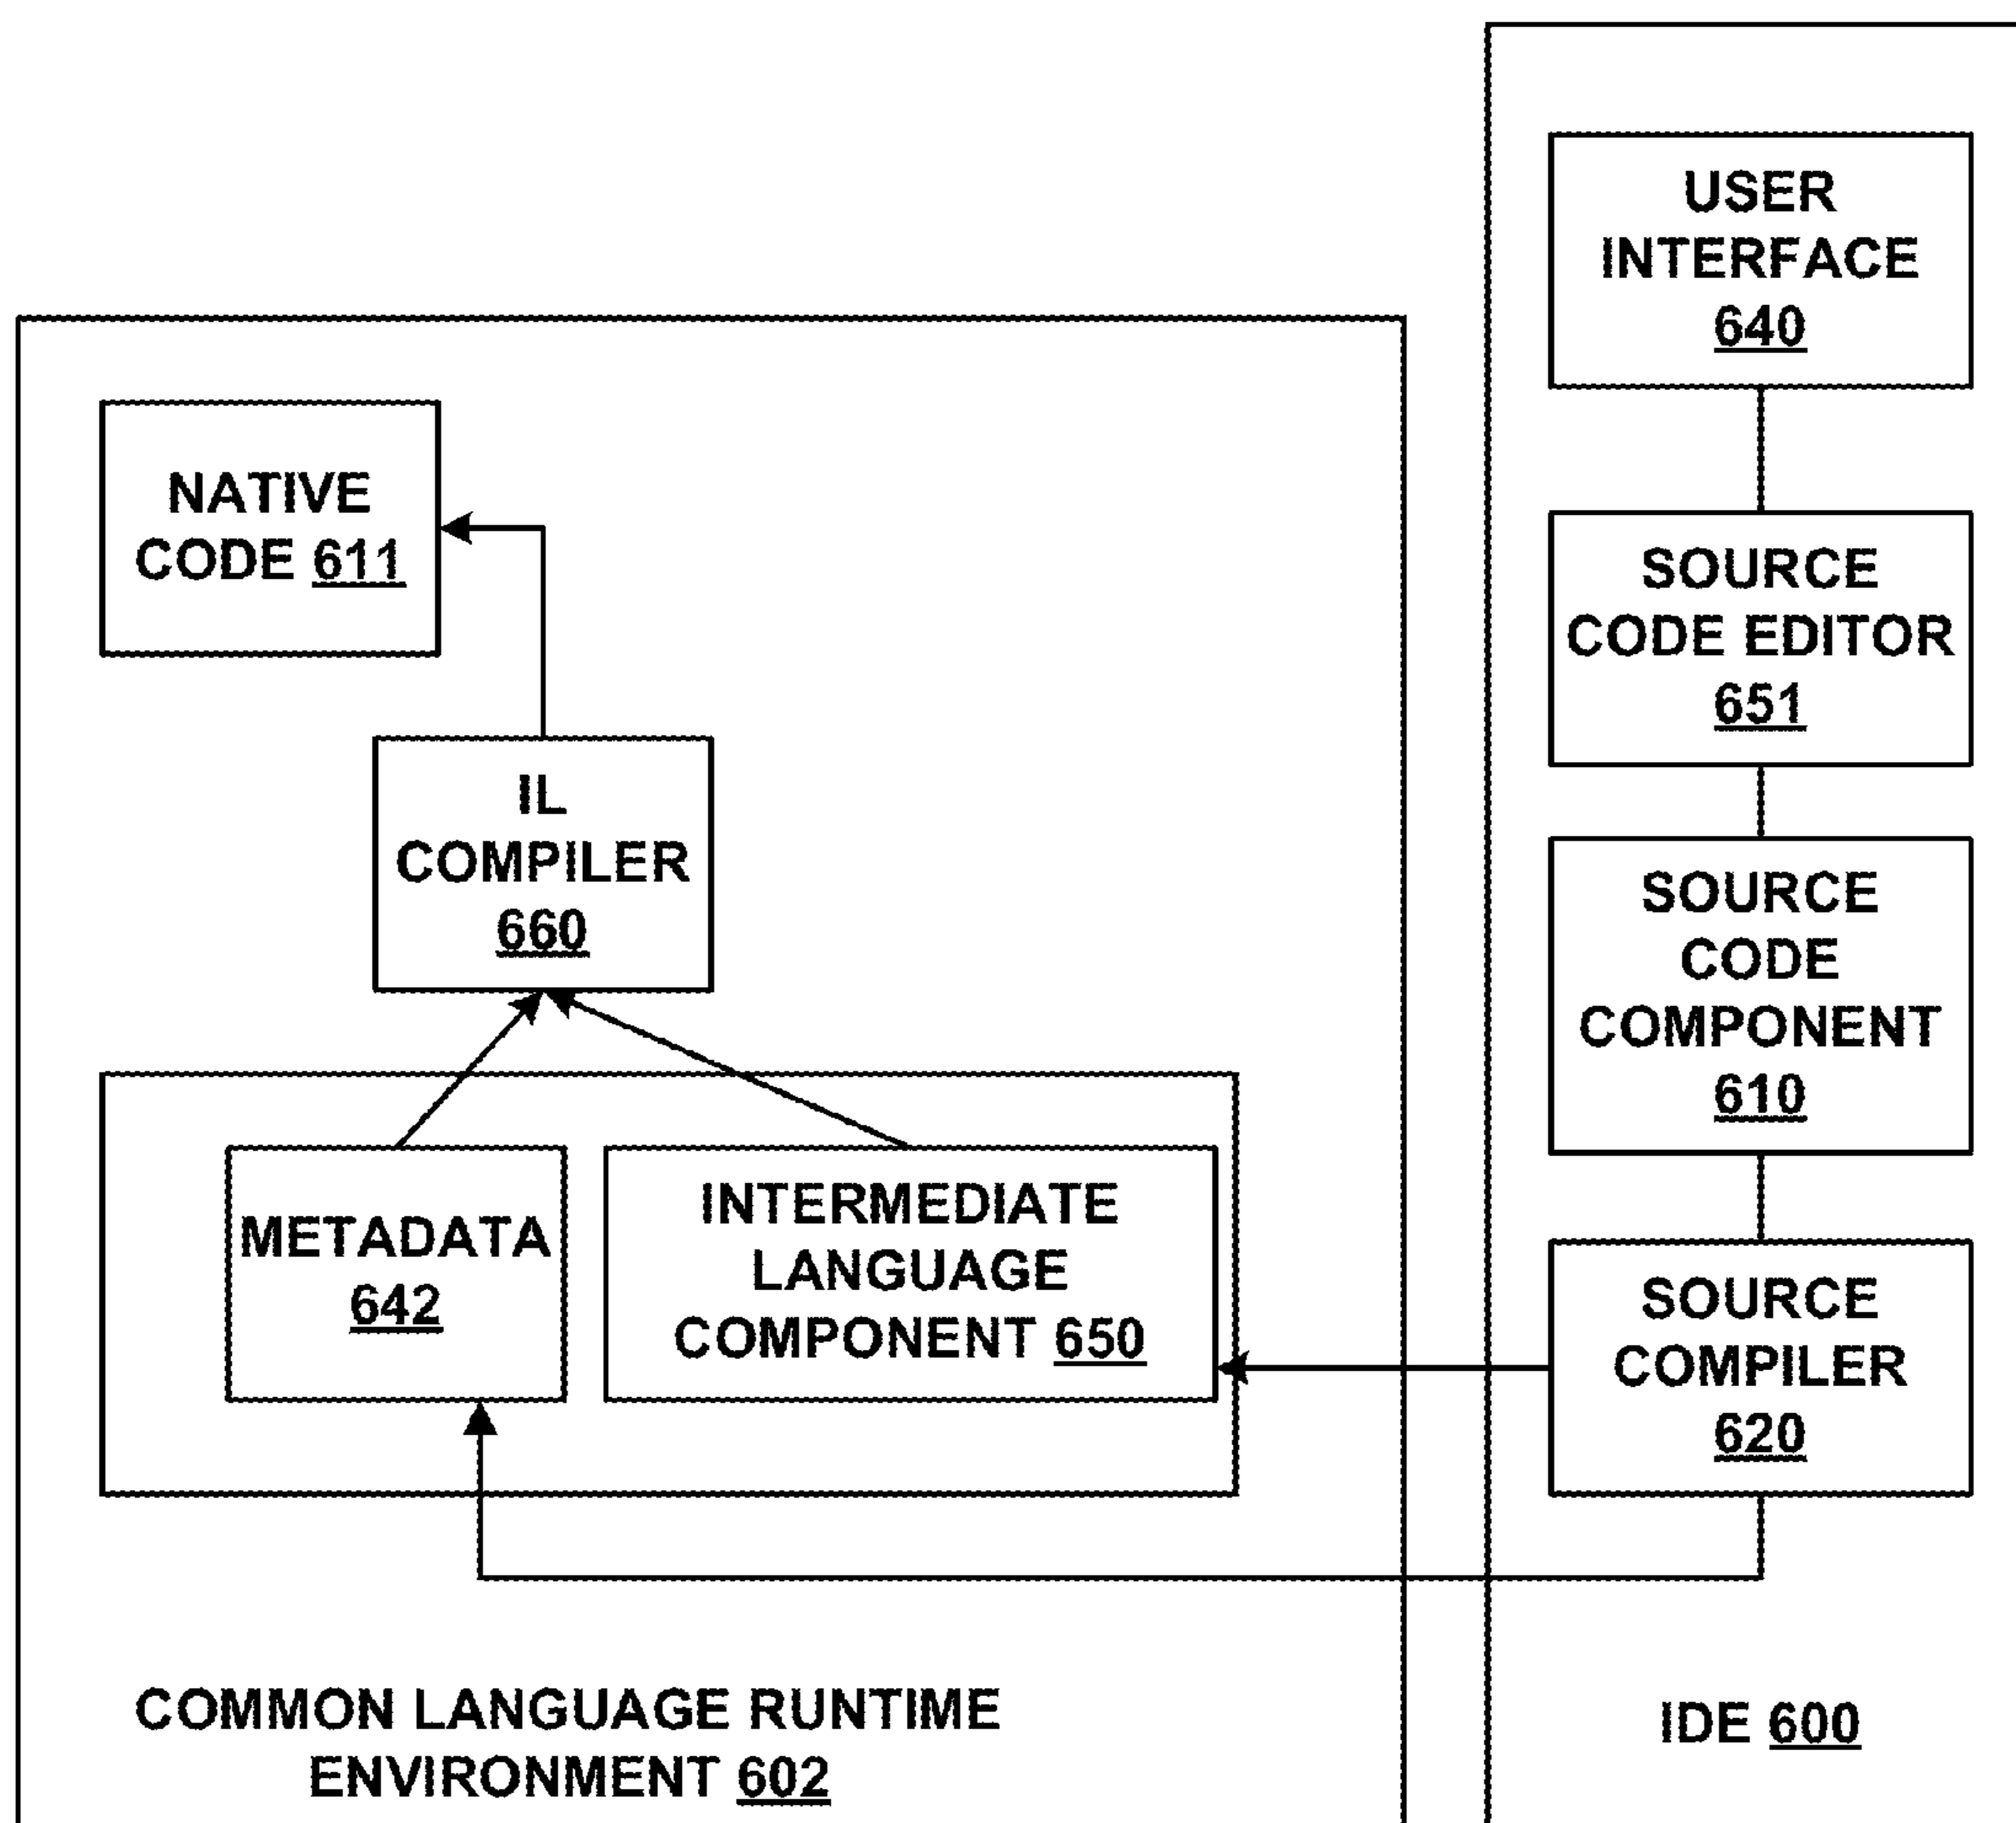 USER
INTERFACE
640
NATIVE
CODE 611
SOURCE
CODE EDITOR
651
IL
COMPILER
660
SOURCE
CODE
COMPONENT
610
METADATA
642
INTERMEDIATE
LANGUAGE
COMPONENT 650
SOURCE
COMPILER
620
COMMON LANGUAGE RUNTIME
ENVIRONMENT 602
IDE 600